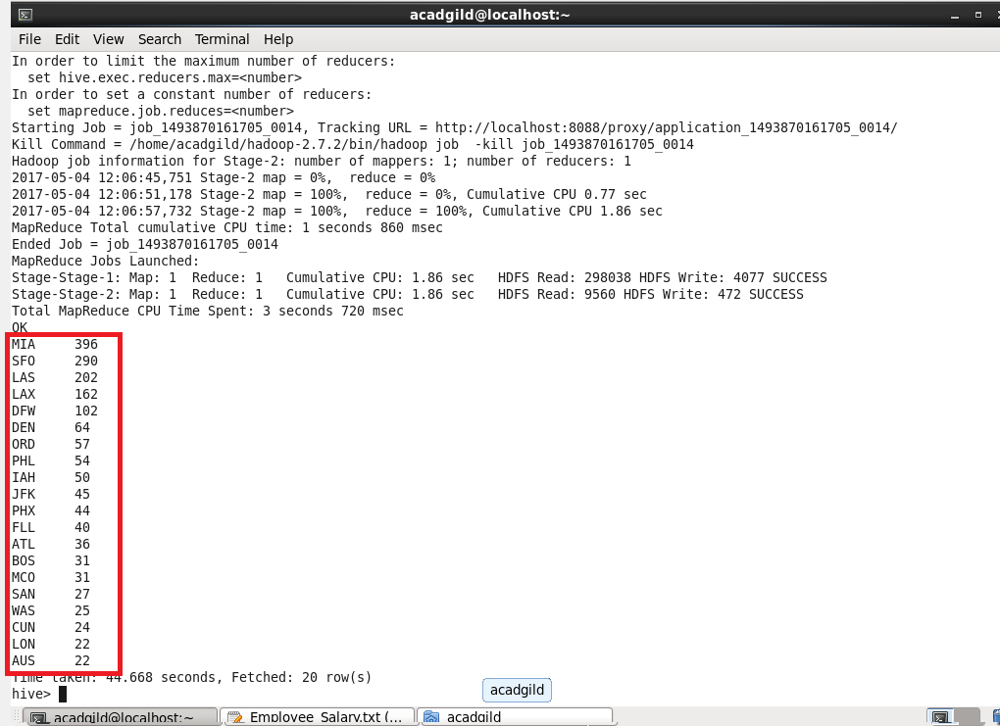 acadgild@localhost:~
File Edit View Search Terminal Help
In order to limit the maximum number of reducers:
  set hive.exec.reducers.max=<number>
In order to set a constant number of reducers:
  set mapreduce.job.reduces=<number>
Starting Job = job_1493870161705_0014, Tracking URL = http://localhost:8088/proxy/application_1493870161705_0014/
Kill Command = /home/acadgild/hadoop-2.7.2/bin/hadoop job  -kill job_1493870161705_0014
Hadoop job information for Stage-2: number of mappers: 1; number of reducers: 1
2017-05-04 12:06:45,751 Stage-2 map = 0%,  reduce = 0%
2017-05-04 12:06:51,178 Stage-2 map = 100%,  reduce = 0%, Cumulative CPU 0.77 sec
2017-05-04 12:06:57,732 Stage-2 map = 100%,  reduce = 100%, Cumulative CPU 1.86 sec
MapReduce Total cumulative CPU time: 1 seconds 860 msec
Ended Job = job_1493870161705_0014
MapReduce Jobs Launched:
Stage-Stage-1: Map: 1  Reduce: 1   Cumulative CPU: 1.86 sec   HDFS Read: 298038 HDFS Write: 4077 SUCCESS
Stage-Stage-2: Map: 1  Reduce: 1   Cumulative CPU: 1.86 sec   HDFS Read: 9560 HDFS Write: 472 SUCCESS
Total MapReduce CPU Time Spent: 3 seconds 720 msec
OK
MIA     396
SFO     290
LAS     202
LAX     162
DFW     102
DEN     64
ORD     57
PHL     54
IAH     50
JFK     45
PHX     44
FLL     40
ATL     36
BOS     31
MCO     31
SAN     27
WAS     25
CUN     24
LON     22
AUS     22
Time taken: 44.668 seconds, Fetched: 20 row(s)
hive>
acadgild
acadgild@localhost:~ Employee_Salary.txt (... acadgild